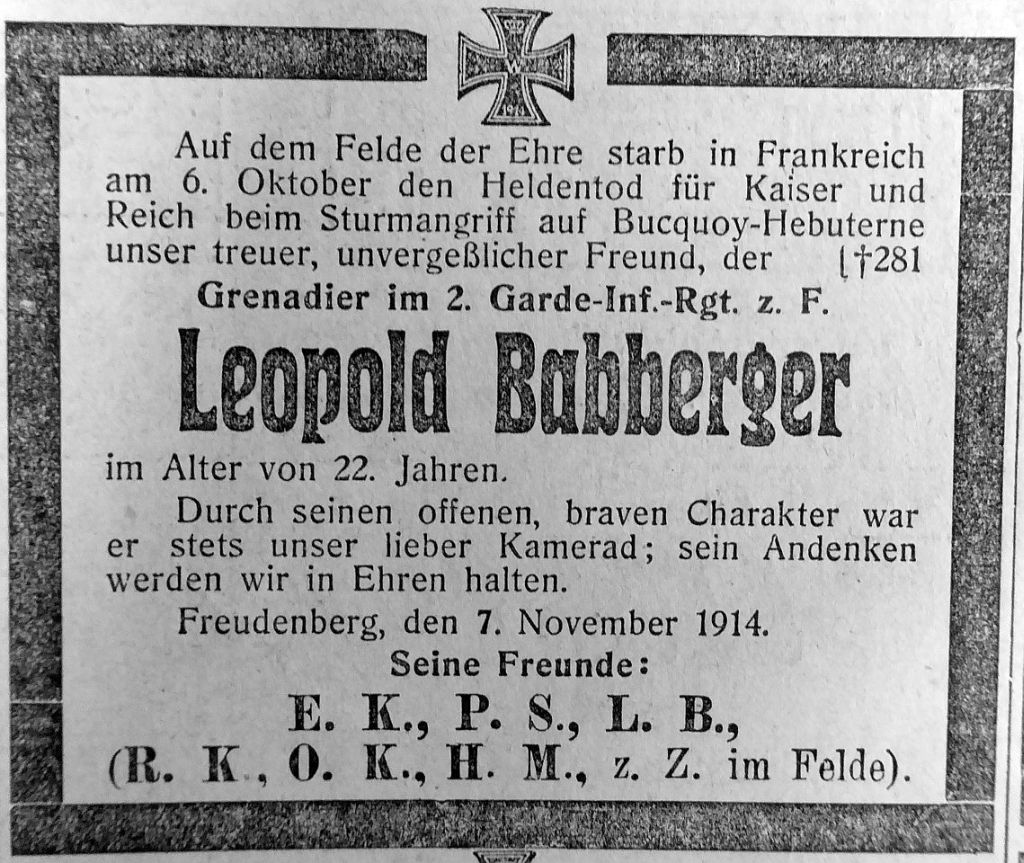 W
1914
Auf dem Felde der Ehre starb in Frankreich
am 6. Oktober den Heldentod für Kaiser und
Reich beim Sturmangriff auf Bucquoy-Hebuterne
unser treuer, unvergeßlicher Freund, der [†281
Grenadier im 2. Garde-Inf.-Rgt. z. F.
Leopold Babberger
im Alter von 22. Jahren.
Durch seinen offenen, braven Charakter war
er stets unser lieber Kamerad; sein Andenken
werden wir in Ehren halten.
Freudenberg, den 7. November 1914.
Seine Freunde:
E. K., P. S., L. B.,
(R. K., O. K., H. M., z. Z. im Felde).